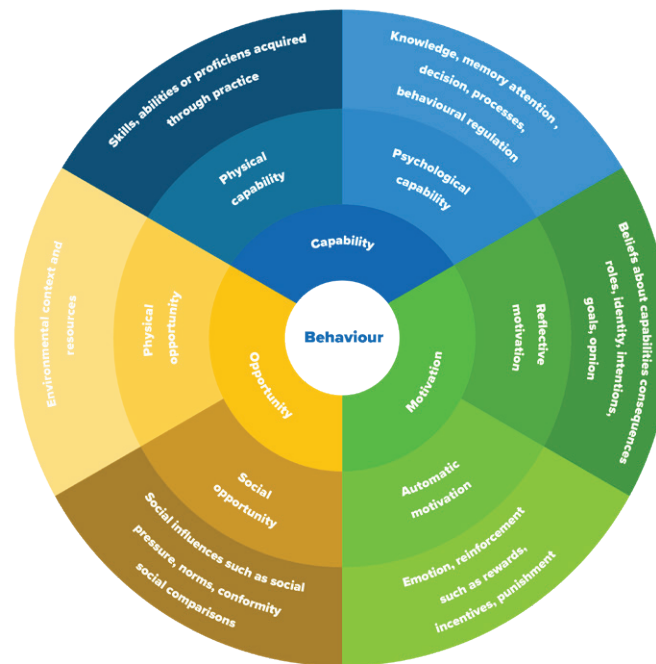 Skills, abilities or proficiens acquired
through practice
Knowledge, memory attention ,
decision, processes,
behavioural regulation
Physical
capability
Psychological
capability
Capability
Environmental context and
resources
Physical
opportunity
Opportunity
Behaviour
Motivation
Reflective
motivation
Beliefs about capabilities consequences
roles, identity, intentions,
goals, opnion
Social
opportunity
Automatic
motivation
Social influences such as social
pressure, norms, conformity
social comparisons
Emotion, reinforcement
such as rewards,
incentives, punishment